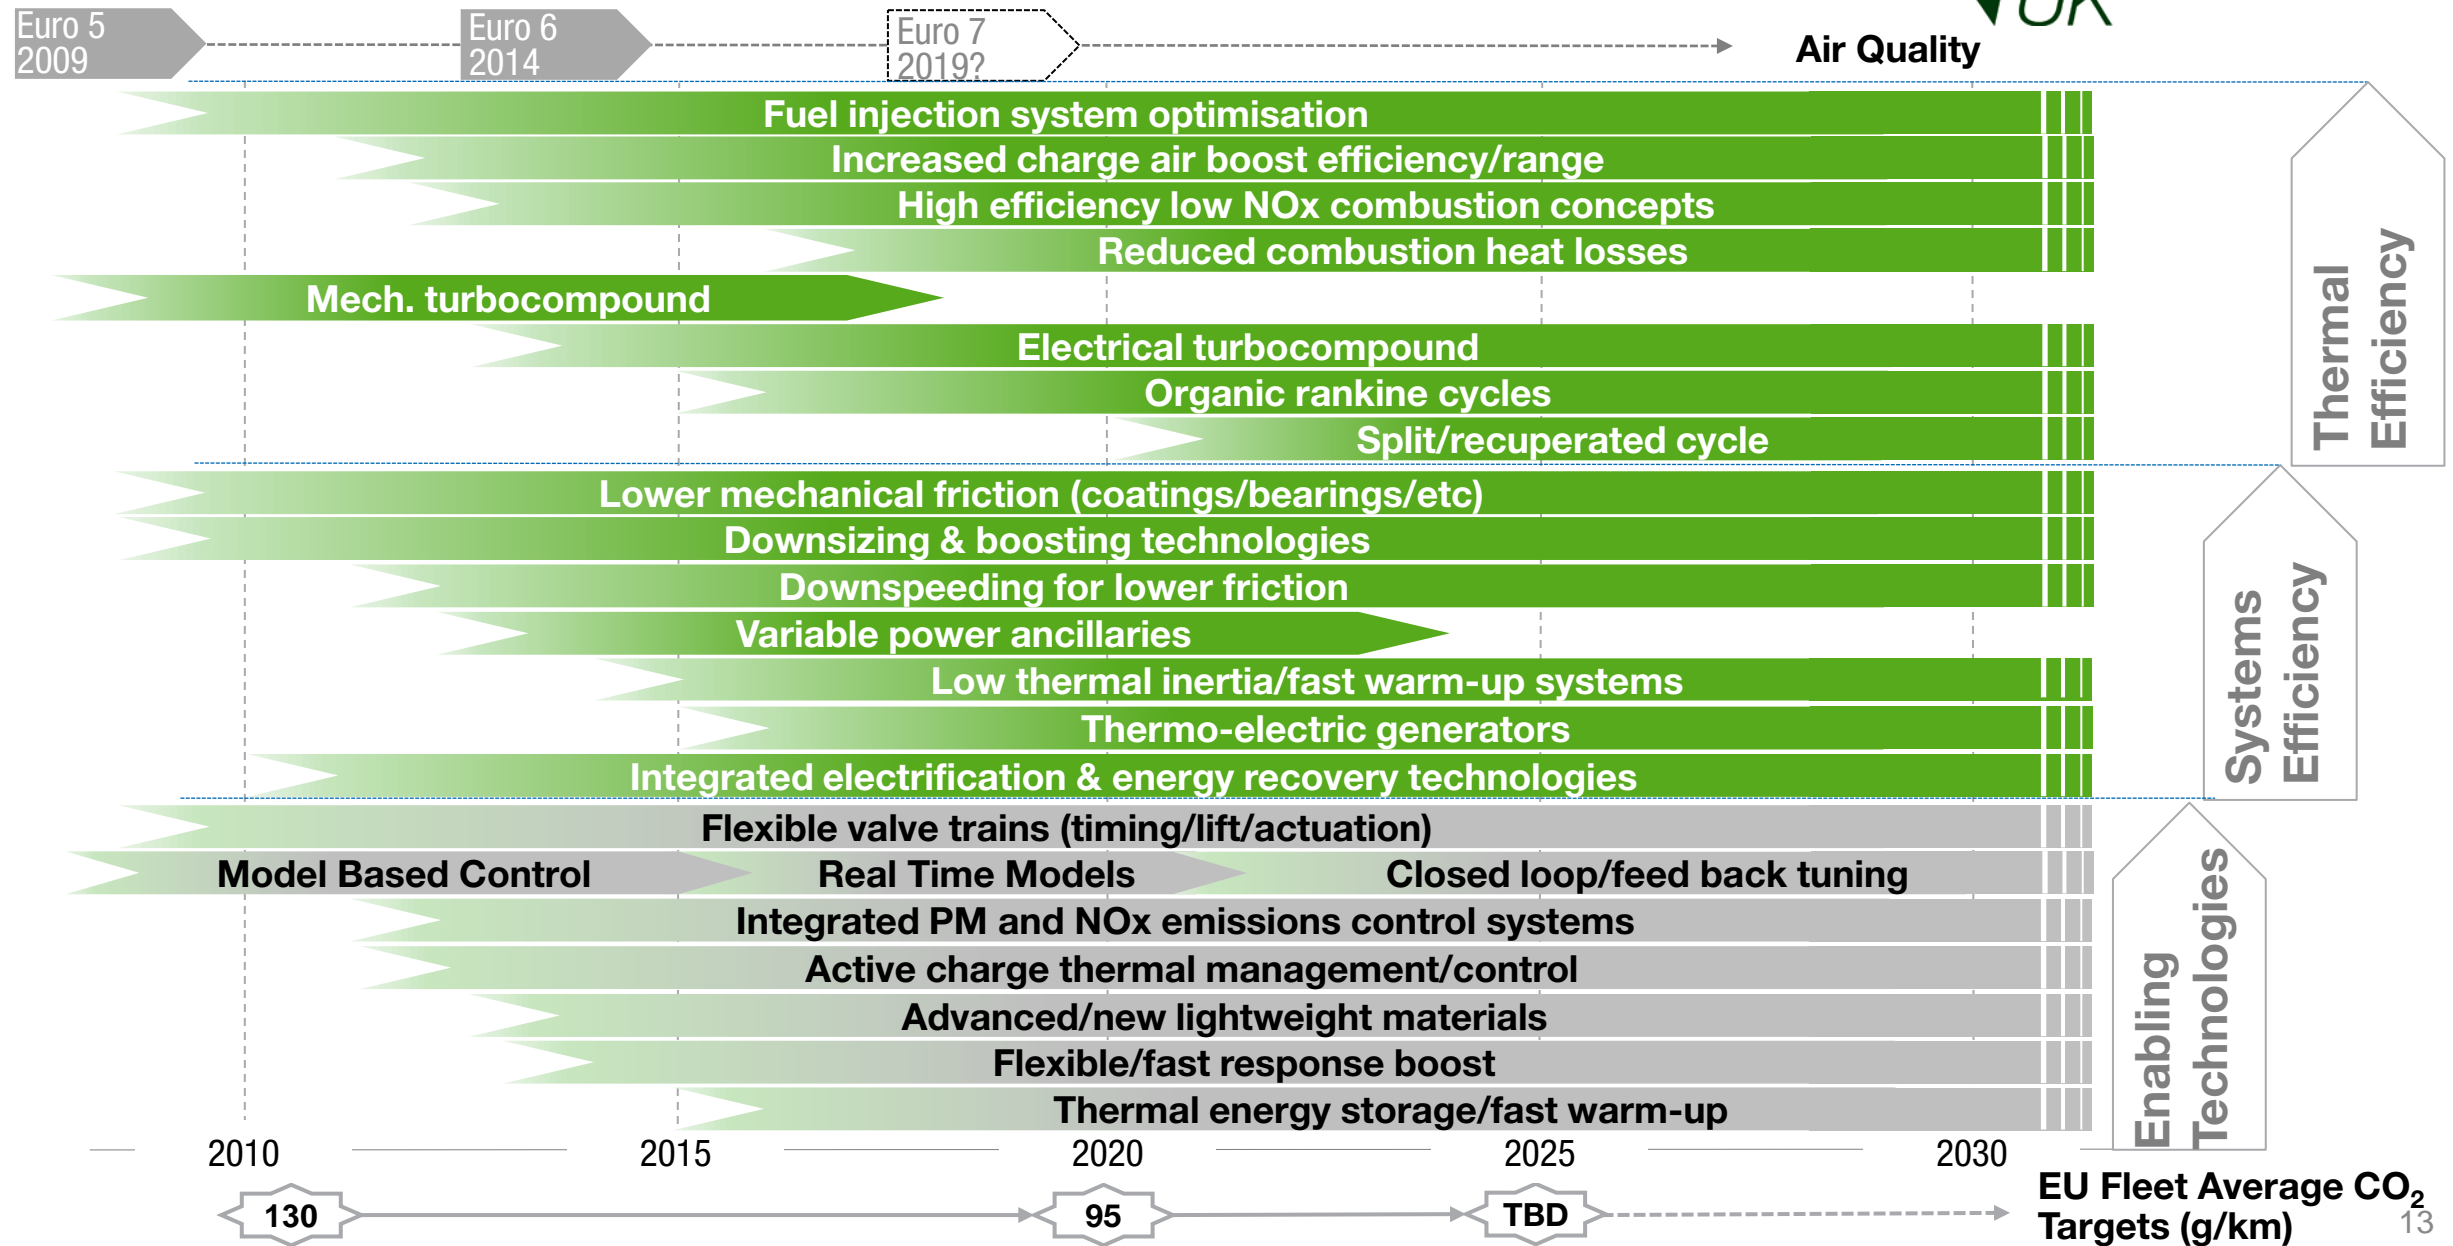 UK
Euro 5
2009
Euro 6
2014
Euro 7
2019?
Air Quality
Fuel injection system optimisation
Increased charge air boost efficiency/range
High efficiency low NOx combustion concepts
Reduced combustion heat losses
Mech. turbocompound
Electrical turbocompound
Organic rankine cycles
Split/recuperated cycle
Thermal
Efficiency
Lower mechanical friction (coatings/bearings/etc)
Downsizing & boosting technologies
Downspeeding for lower friction
Variable power ancillaries
Low thermal inertia/fast warm-up systems
Thermo-electric generators
Integrated electrification & energy recovery technologies
Systems
Efficiency
Flexible valve trains (timing/lift/actuation)
Model Based Control Real Time Models Closed loop/feed back tuning
Integrated PM and NOx emissions control systems
Active charge thermal management/control
Advanced/new lightweight materials
Flexible/fast response boost
Thermal energy storage/fast warm-up
Enabling
Technologies
2010 2015 2020 2025 2030
130 95 TBD
EU Fleet Average CO₂
Targets (g/km)
13